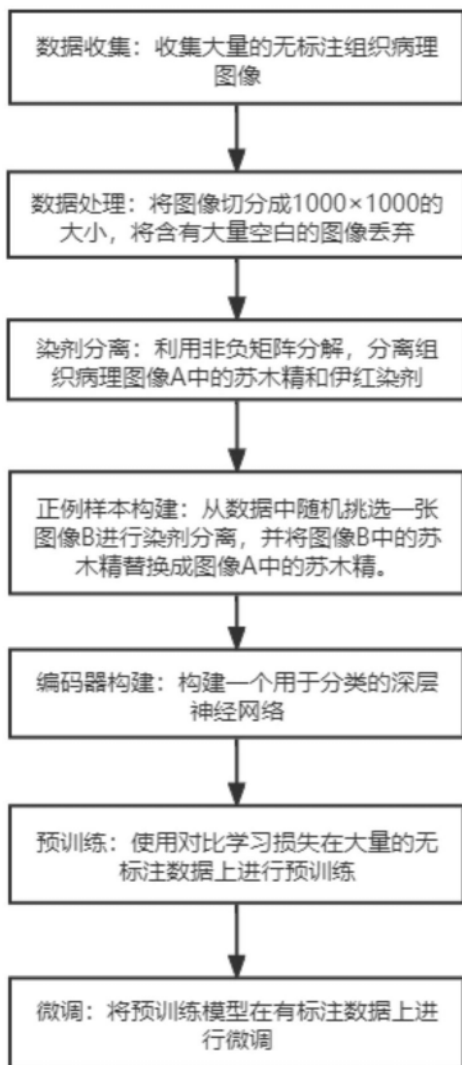 数据收集：收集大量的无标注组织病理
图像
数据处理：将图像切分成1000×1000的
大小，将含有大量空白的图像丢弃
染剂分离：利用非负矩阵分解，分离组
织病理图像A中的苏木精和伊红染剂
正例样本构建：从数据中随机挑选一张
图像B进行染剂分离，并将图像B中的苏
木精替换成图像A中的苏木精。
编码器构建：构建一个用于分类的深层
神经网络
预训练：使用对比学习损失在大量的无
标注数据上进行预训练
微调：将预训练模型在有标注数据上进
行微调